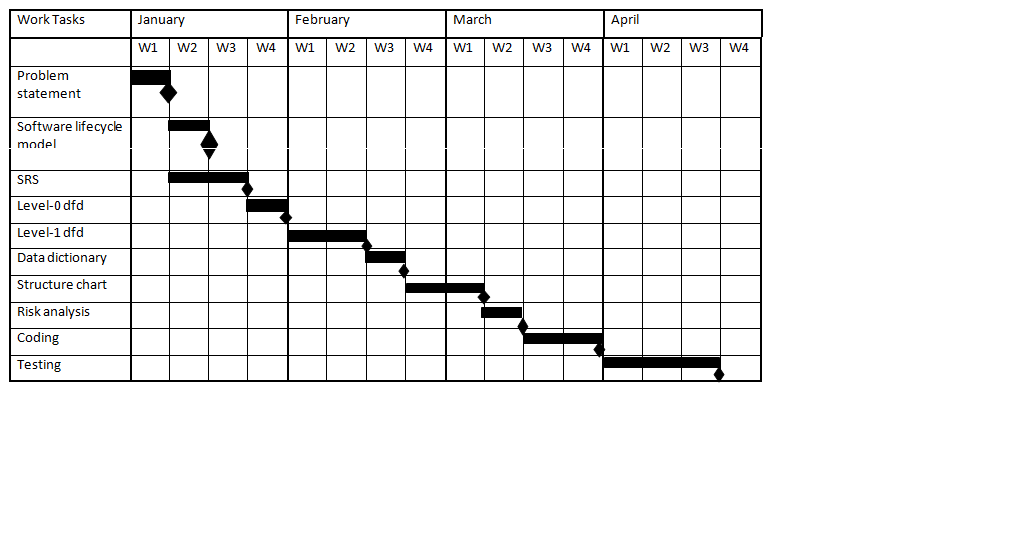 Work Tasks January February March April
W1 W2 W3 W4 W1 W2 W3 W4 W1 W2 W3 W4 W1 W2 W3 W4
Problem
statement
Software lifecycle
model
SRS
Level-0 dfd
Level-1 dfd
Data dictionary
Structure chart
Risk analysis
Coding
Testing